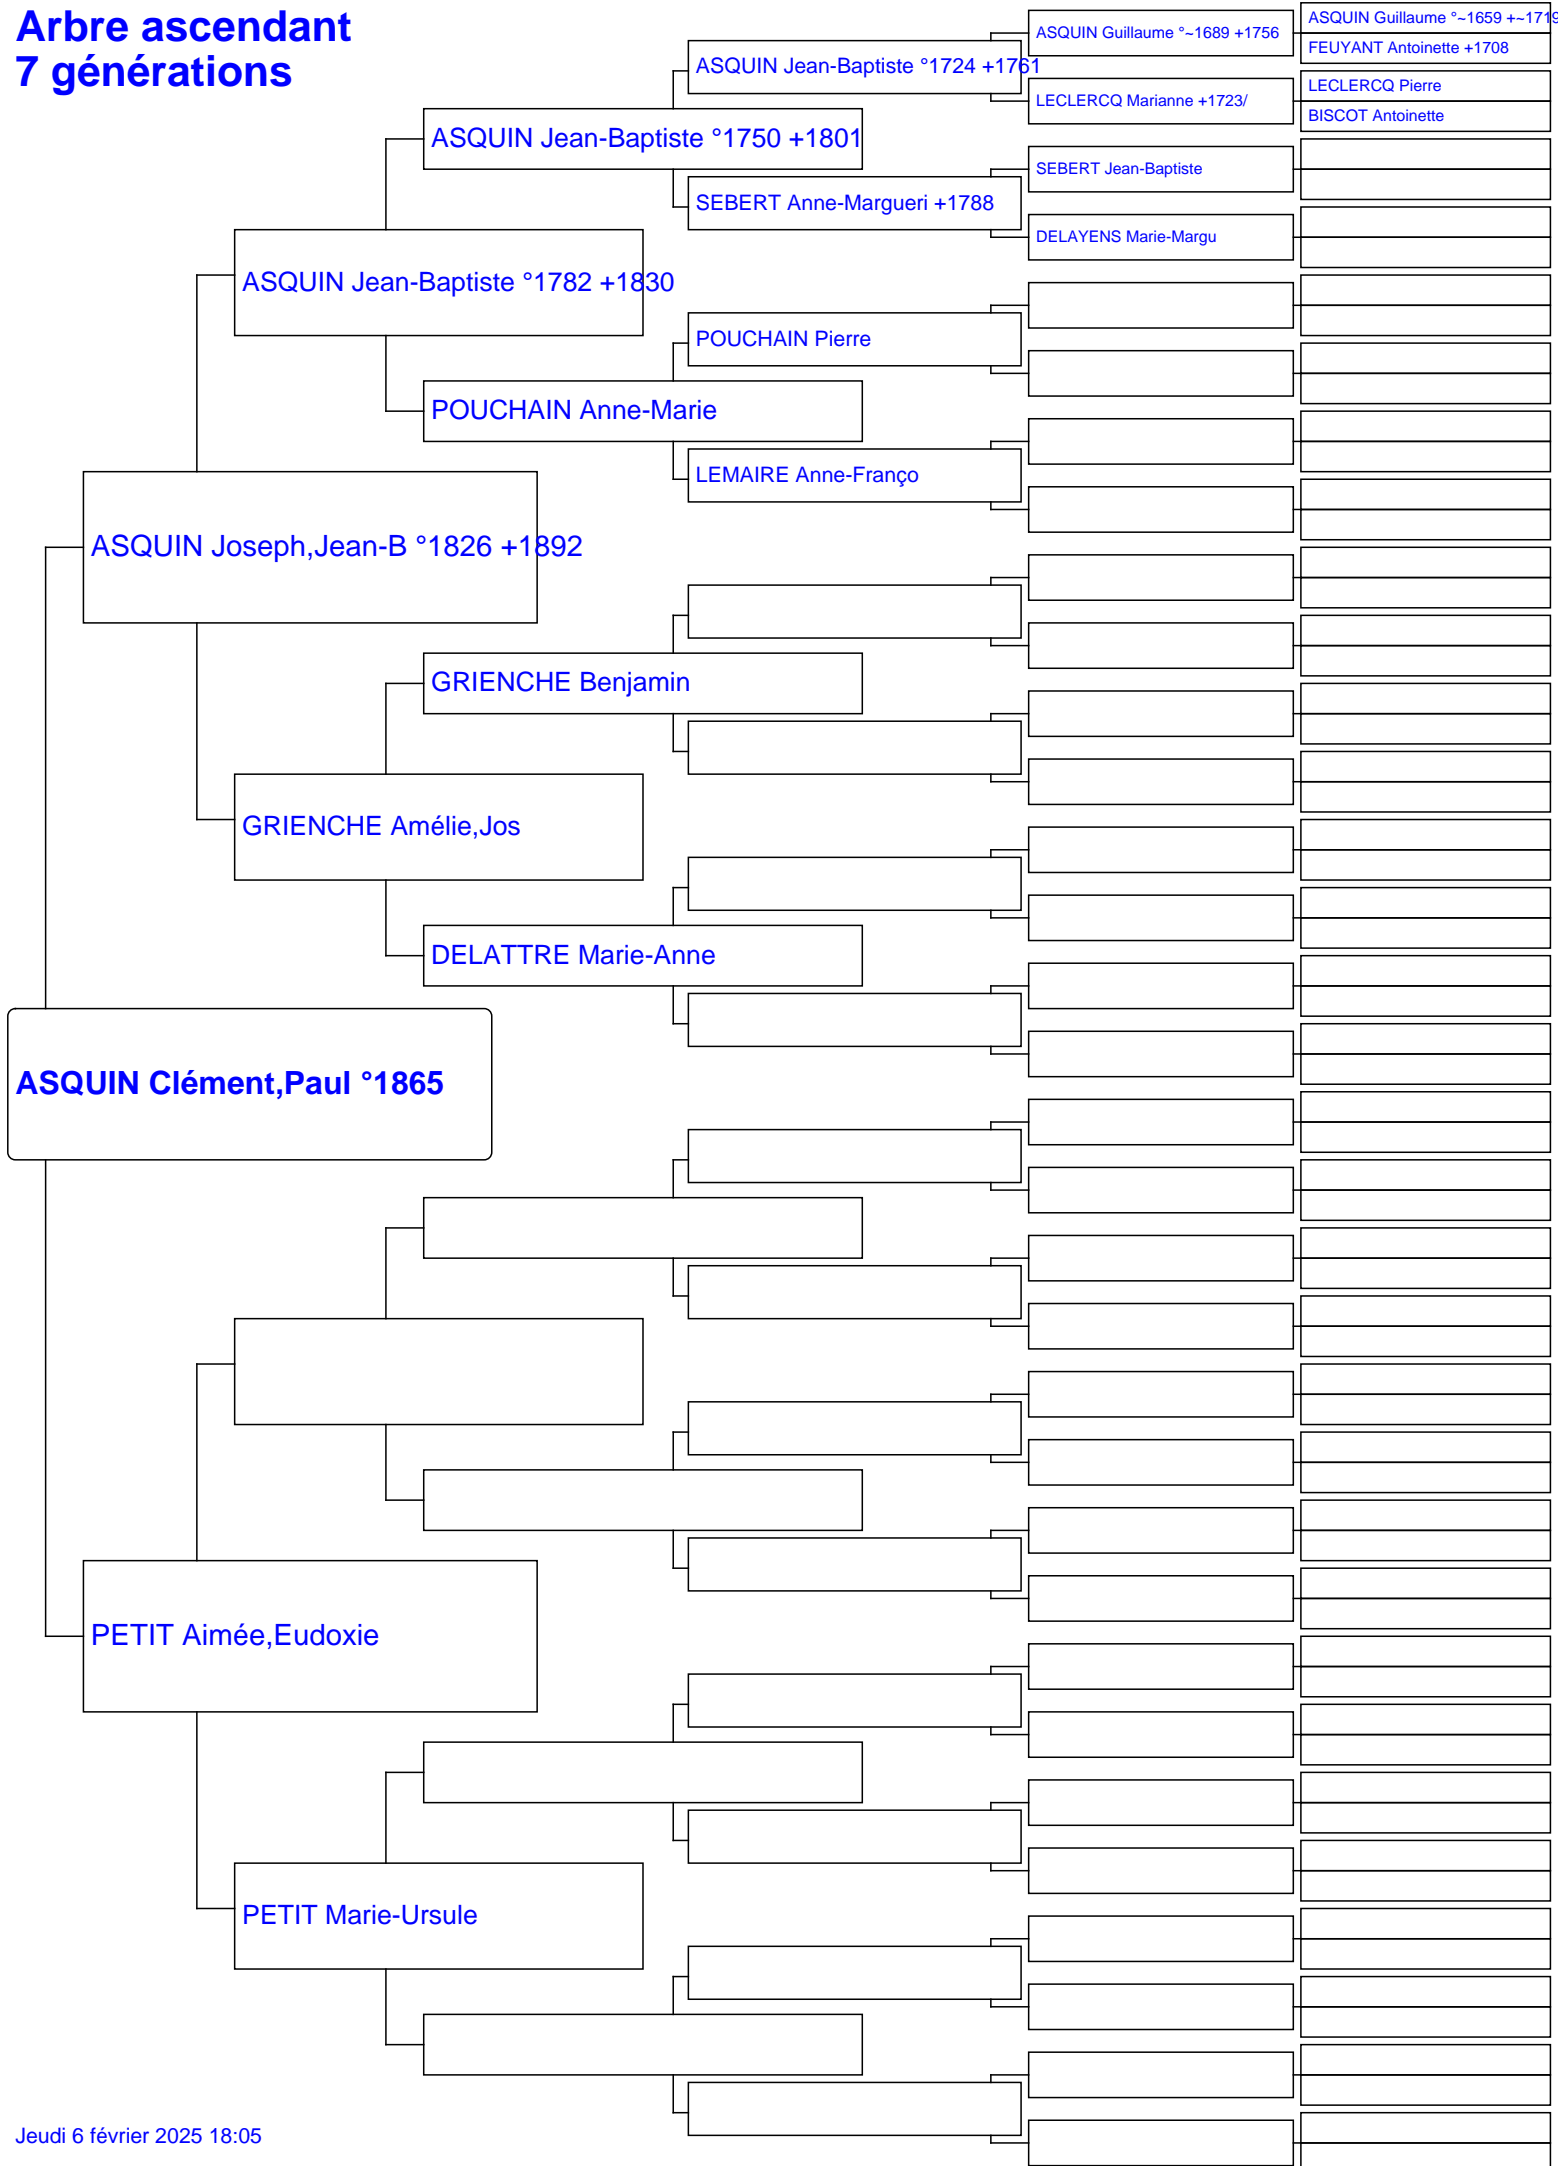 Arbre ascendant
7 générations
ASQUIN Guillaume °~1689 +1756
ASQUIN Guillaume °~1659 +~1719
FEUYANT Antoinette +1708
ASQUIN Jean-Baptiste °1724 +1761
LECLERCQ Marianne +1723/
LECLERCQ Pierre
BISCOT Antoinette
ASQUIN Jean-Baptiste °1750 +1801
SEBERT Jean-Baptiste
SEBERT Anne-Margueri +1788
DELAYENS Marie-Margu
ASQUIN Jean-Baptiste °1782 +1830
POUCHAIN Pierre
POUCHAIN Anne-Marie
LEMAIRE Anne-Franço
ASQUIN Joseph,Jean-B °1826 +1892
GRIENCHE Benjamin
GRIENCHE Amélie,Jos
DELATTRE Marie-Anne
ASQUIN Clément,Paul °1865
PETIT Aimée,Eudoxie
PETIT Marie-Ursule
Jeudi 6 février 2025 18:05